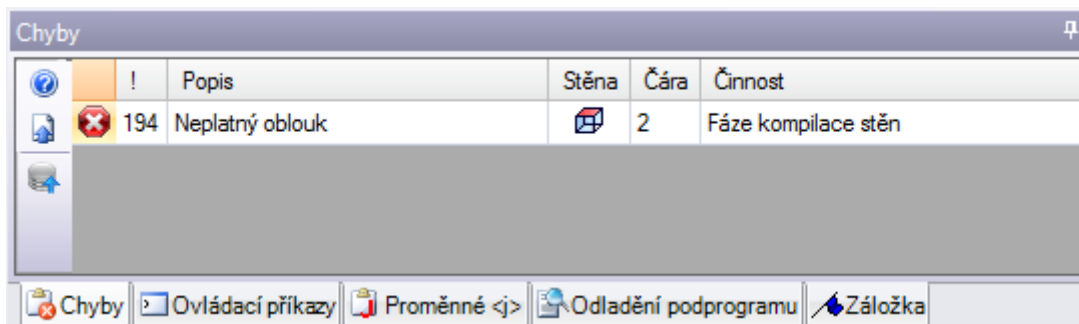 Chyby
! Popis Stěna Čára Činnost
194 Neplatný oblouk 2 Fáze kompilace stěn
Chyby Ovládací příkazy Proměnné <j> Odladění podprogramu Záložka